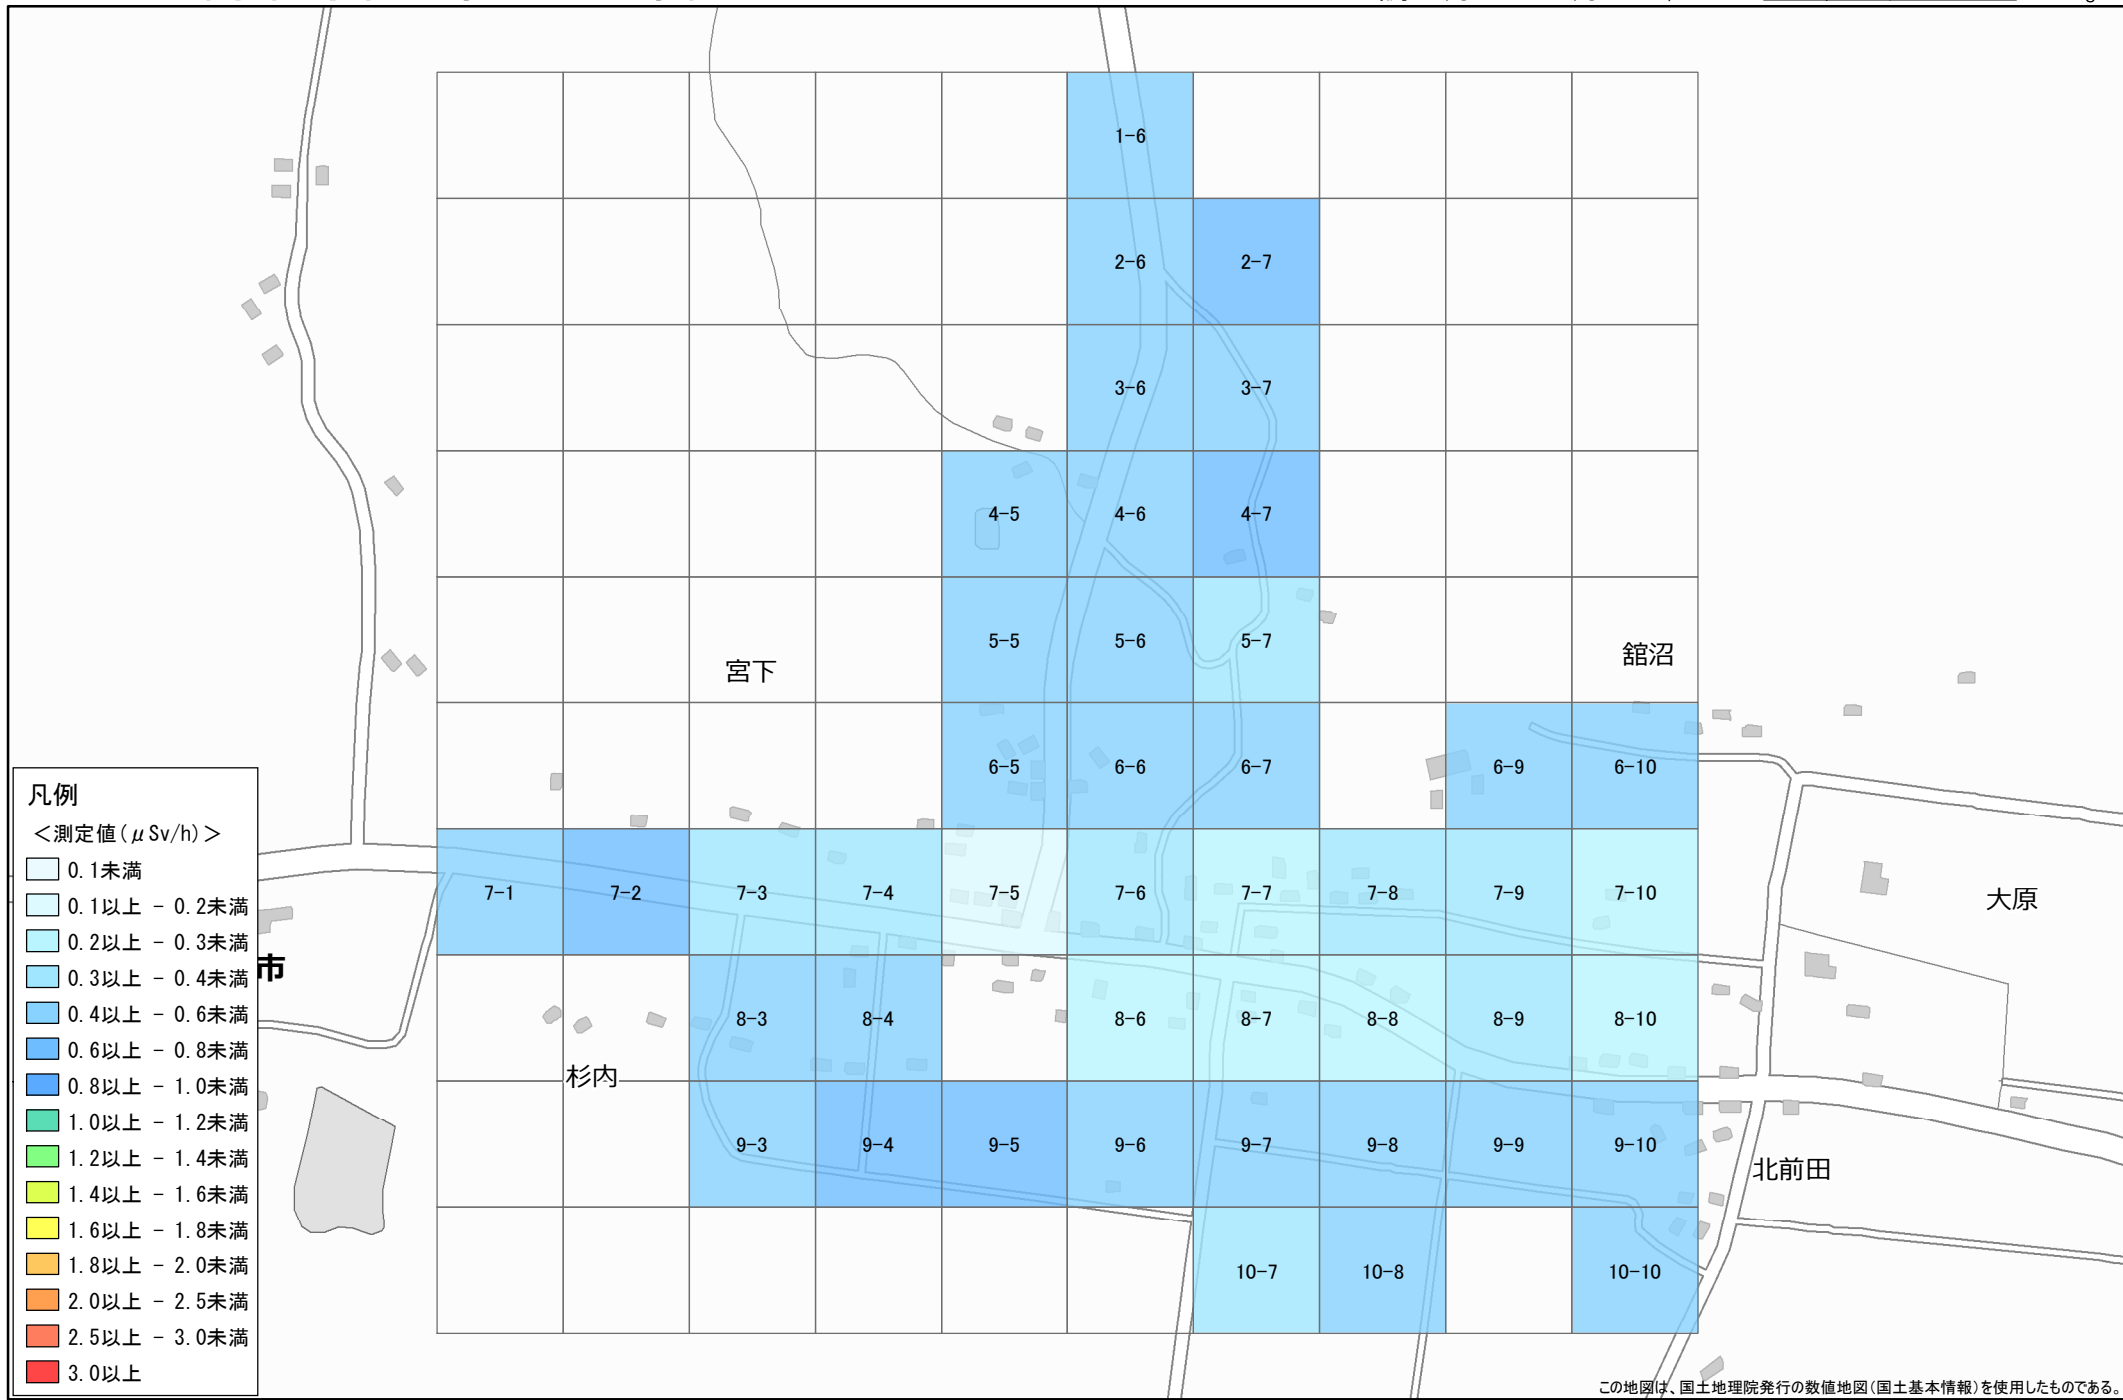 1-6
2-6 2-7
3-6 3-7
4-5 4-6 4-7
5-5 5-6 5-7
宮下
舘沼
6-5 6-6 6-7 6-9 6-10
7-1 7-2 7-3 7-4 7-5 7-6 7-7 7-8 7-9 7-10
大原
市
8-3 8-4 8-6 8-7 8-8 8-9 8-10
杉内
9-3 9-4 9-5 9-6 9-7 9-8 9-9 9-10
北前田
10-7 10-8 10-10
凡例
＜測定値(μSv/h)＞
0.1未満
0.1以上 - 0.2未満
0.2以上 - 0.3未満
0.3以上 - 0.4未満
0.4以上 - 0.6未満
0.6以上 - 0.8未満
0.8以上 - 1.0未満
1.0以上 - 1.2未満
1.2以上 - 1.4未満
1.4以上 - 1.6未満
1.6以上 - 1.8未満
1.8以上 - 2.0未満
2.0以上 - 2.5未満
2.5以上 - 3.0未満
3.0以上
この地図は、国土地理院発行の数値地図(国土基本情報)を使用したものである。